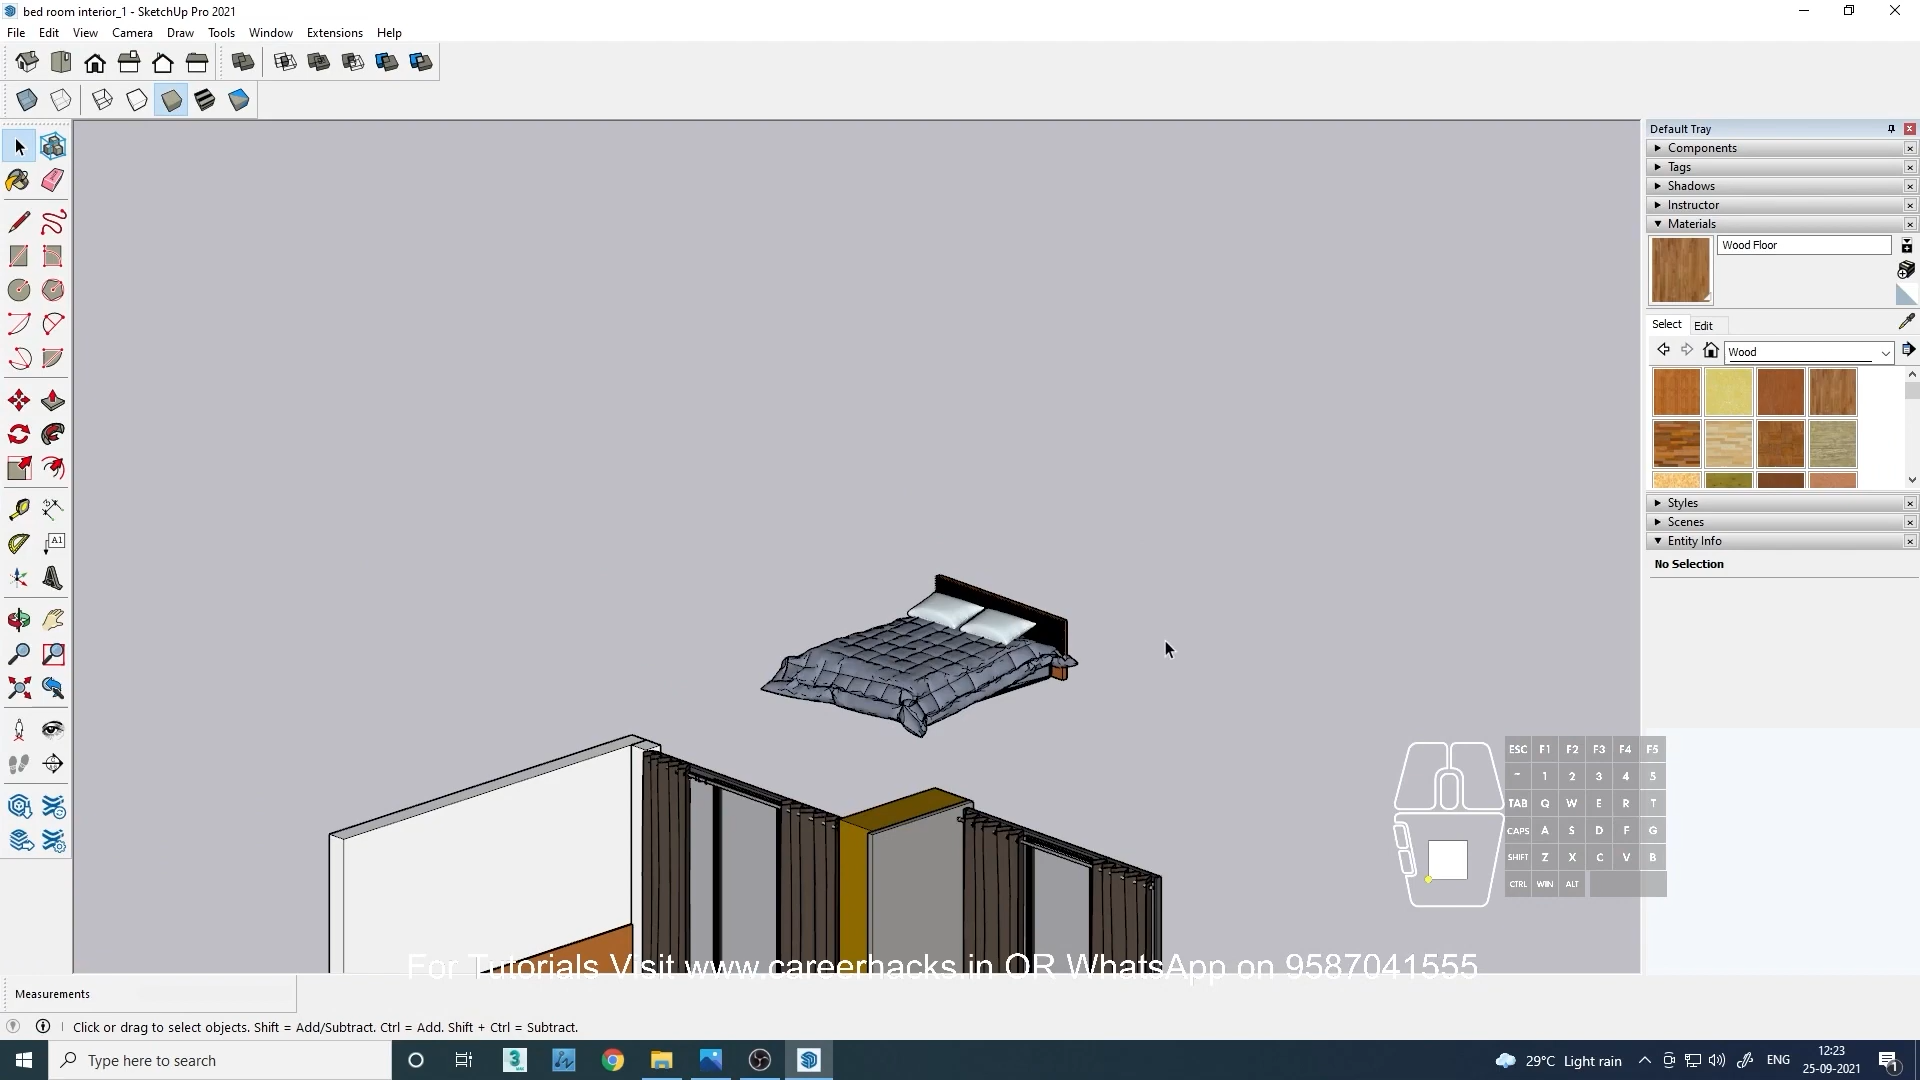 bed room interior_1 - SketchUp Pro 2021
File Edit View Camera Draw Tools Window Extensions Help
Default Tray
Components
Tags
Shadows
Instructor
Materials
Wood Floor
Select Edit
Wood
Styles
Scenes
Entity Info
No Selection
A1
ESC F1 F2 F3 F4 F5
~ 1 2 3 4 5
TAB Q W E R T
CAPS A S D F G
SHIFT Z X C V B
CTRL WIN ALT
For Tutorials Visit www.careerhacks.in OR WhatsApp on 9587041555
Measurements
Click or drag to select objects. Shift = Add/Subtract. Ctrl = Add. Shift + Ctrl = Subtract.
Type here to search
3
29°C Light rain
ENG
12:23
25-09-2021
1